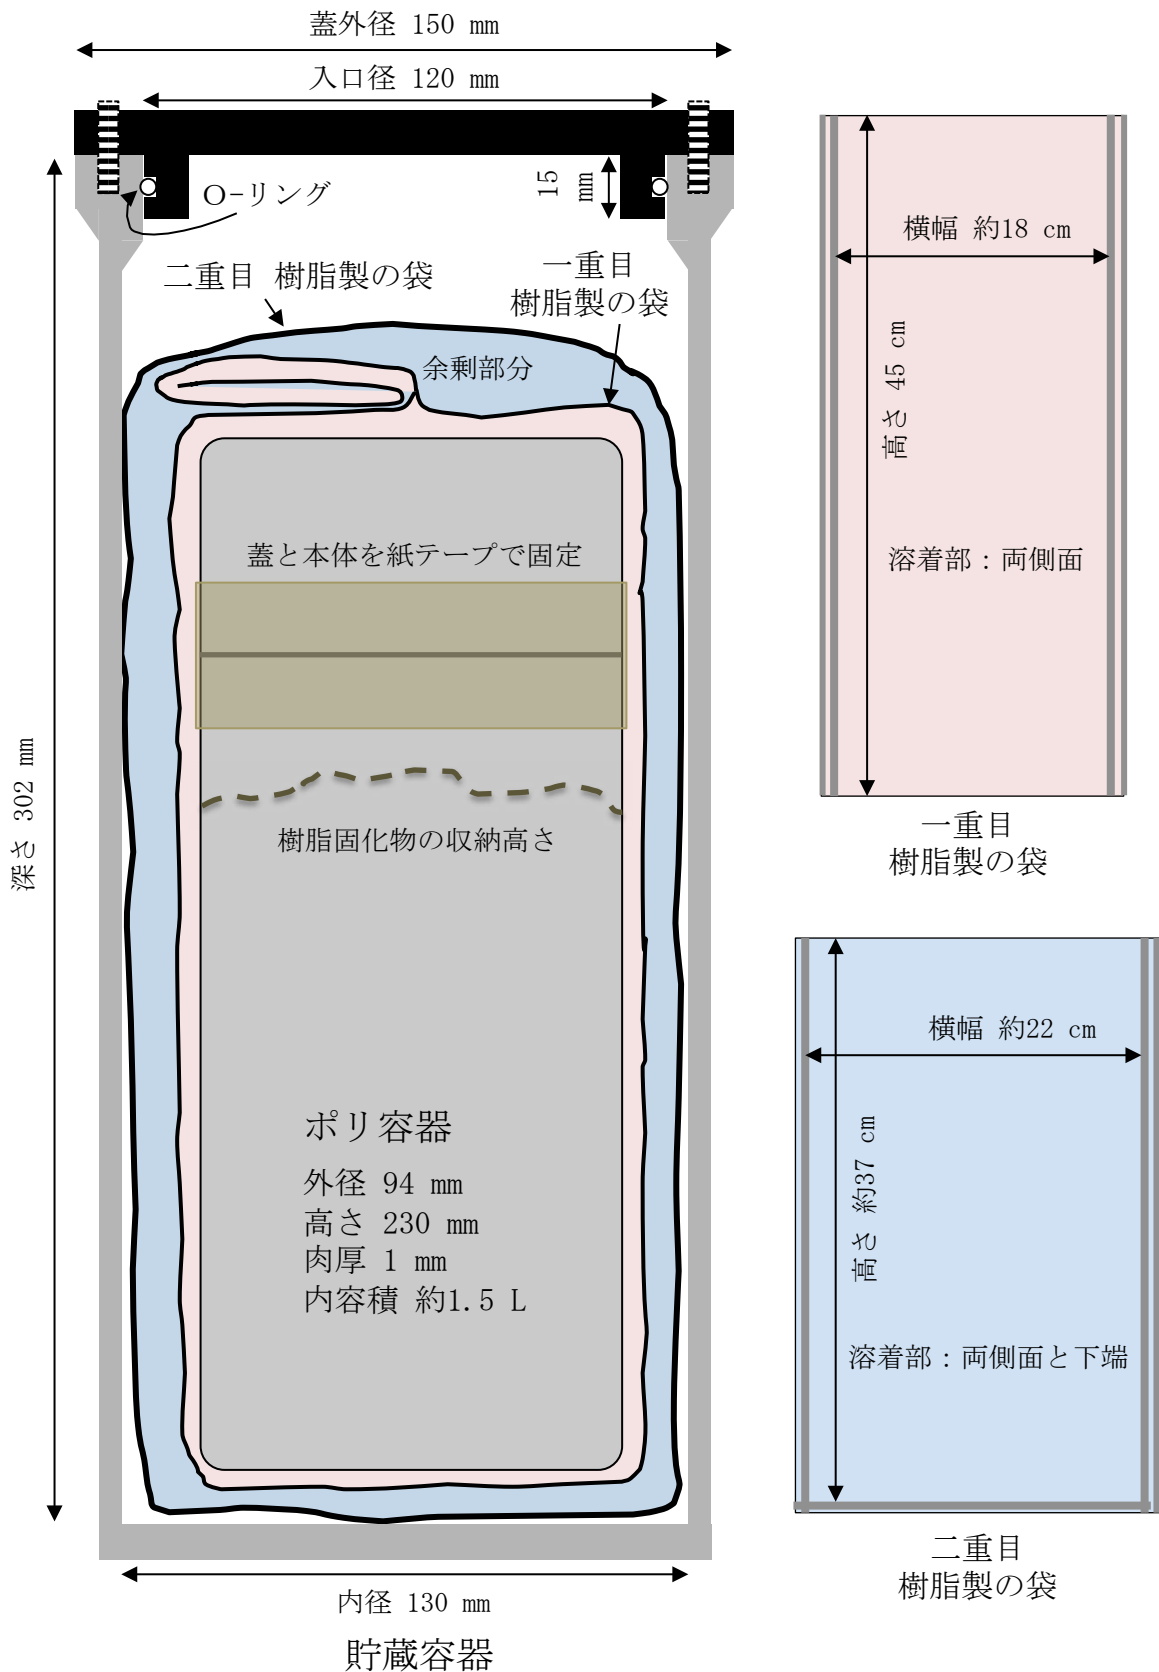 蓋外径 150 mm
入口径 120 mm
O-リング
15
mm
二重目 樹脂製の袋
一重目
樹脂製の袋
余剰部分
蓋と本体を紙テープで固定
樹脂固化物の収納高さ
深さ 302 mm
ポリ容器
外径 94 mm
高さ 230 mm
肉厚 1 mm
内容積 約1.5 L
内径 130 mm
貯蔵容器
横幅 約18 cm
高さ 45 cm
溶着部：両側面
一重目
樹脂製の袋
横幅 約22 cm
高さ 約37 cm
溶着部：両側面と下端
二重目
樹脂製の袋